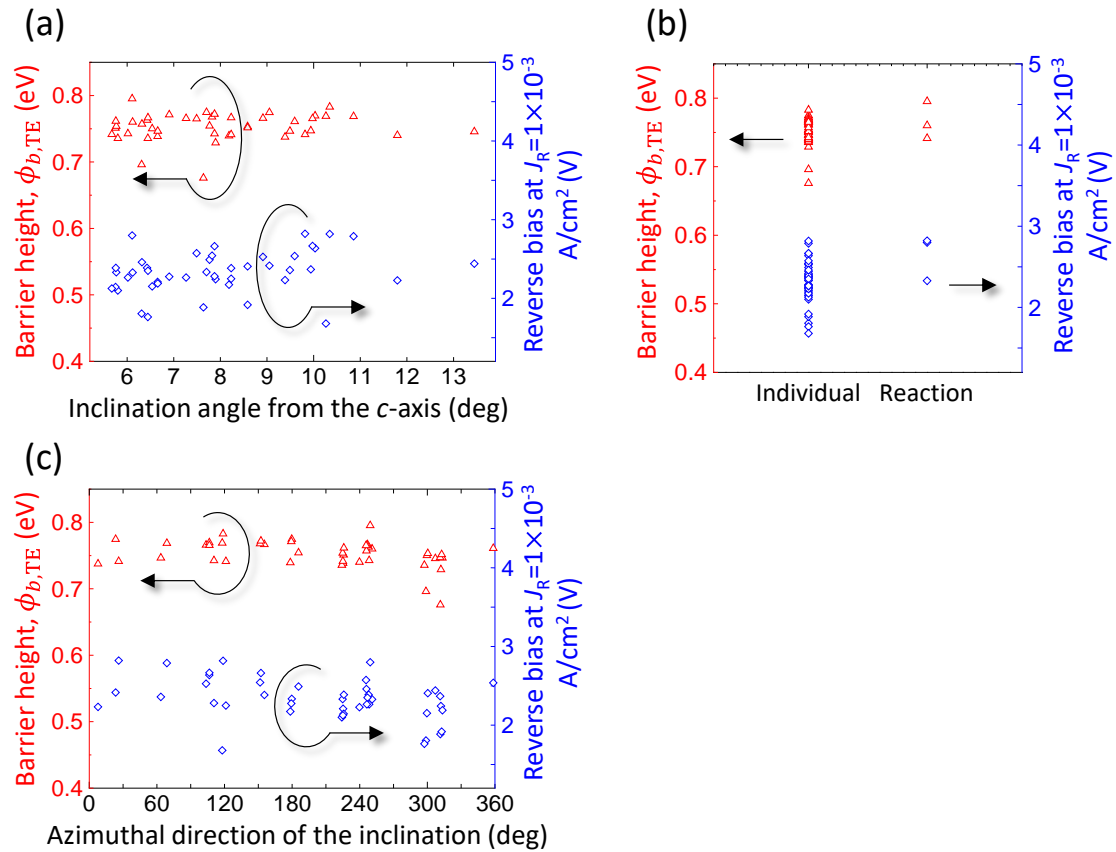 (a)
Barrier height, ϕb,TE (eV)
0.8
0.7
0.6
0.5
0.4
6 7 8 9 10 11 12 13
Inclination angle from the c-axis (deg)
5
4
3
2
Reverse bias at JR=1×10⁻³
A/cm² (V)
(b)
Barrier height, ϕb,TE (eV)
0.8
0.7
0.6
0.5
0.4
Individual Reaction
5
4
3
2
Reverse bias at JR=1×10⁻³
A/cm² (V)
(c)
Barrier height, ϕb,TE (eV)
0.8
0.7
0.6
0.5
0.4
0 60 120 180 240 300 360
Azimuthal direction of the inclination (deg)
5
4
3
2
Reverse bias at JR=1×10⁻³
A/cm² (V)